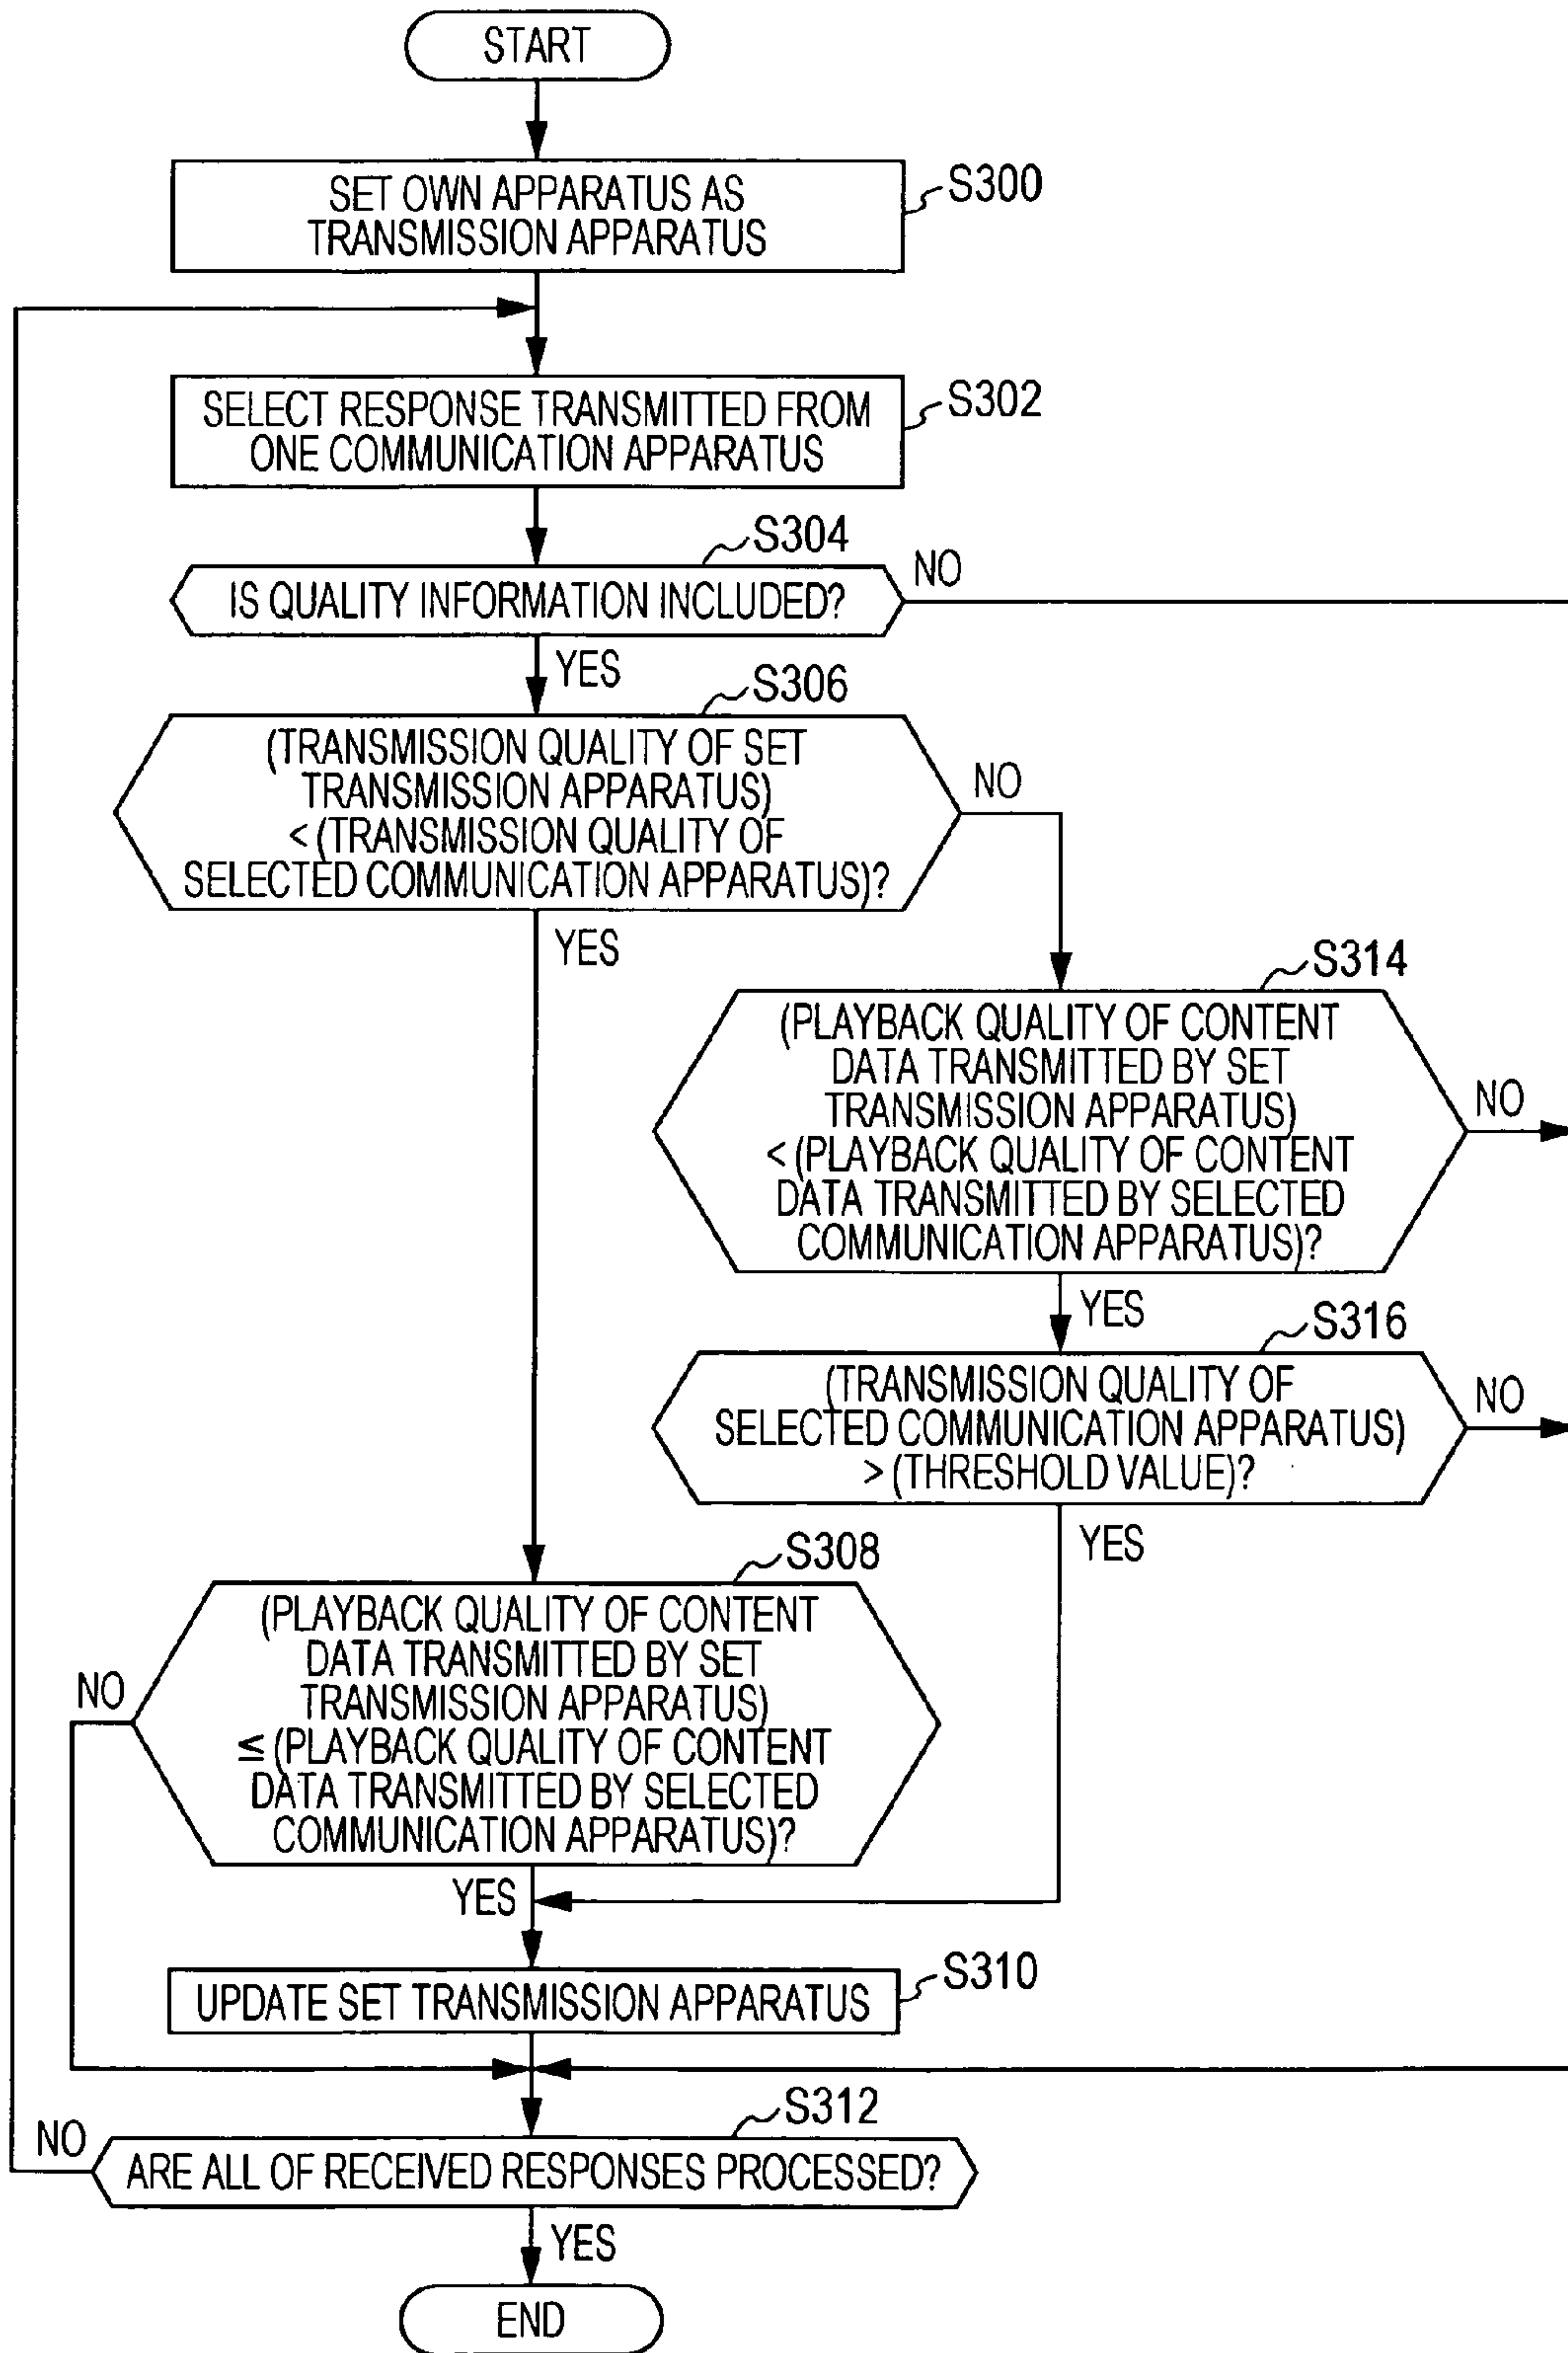 START
SET OWN APPARATUS AS
TRANSMISSION APPARATUS
S300
SELECT RESPONSE TRANSMITTED FROM
ONE COMMUNICATION APPARATUS
S302
S304
IS QUALITY INFORMATION INCLUDED?
NO
YES
S306
(TRANSMISSION QUALITY OF SET
TRANSMISSION APPARATUS)
< (TRANSMISSION QUALITY OF
SELECTED COMMUNICATION APPARATUS)?
NO
YES
S314
(PLAYBACK QUALITY OF CONTENT
DATA TRANSMITTED BY SET
TRANSMISSION APPARATUS)
< (PLAYBACK QUALITY OF CONTENT
DATA TRANSMITTED BY SELECTED
COMMUNICATION APPARATUS)?
NO
YES
S316
(TRANSMISSION QUALITY OF
SELECTED COMMUNICATION APPARATUS)
> (THRESHOLD VALUE)?
NO
YES
S308
(PLAYBACK QUALITY OF CONTENT
DATA TRANSMITTED BY SET
TRANSMISSION APPARATUS)
≤ (PLAYBACK QUALITY OF CONTENT
DATA TRANSMITTED BY SELECTED
COMMUNICATION APPARATUS)?
NO
YES
UPDATE SET TRANSMISSION APPARATUS
S310
S312
NO
ARE ALL OF RECEIVED RESPONSES PROCESSED?
YES
END